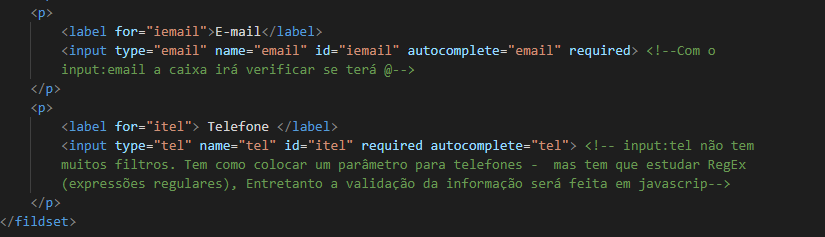 <p>
<label for="iemail">E-mail</label>
<input type="email" name="email" id="iemail" autocomplete="email" required> <!--Com o
input:email a caixa irá verificar se terá @-->
</p>
<p>
<label for="itel"> Telefone </label>
<input type="tel" name="tel" id="itel" required autocomplete="tel"> <!-- input:tel não tem
muitos filtros. Tem como colocar um parâmetro para telefones -  mas tem que estudar RegEx
(expressões regulares), Entretanto a validação da informação será feita em javascrip-->
</p>
</fildset>